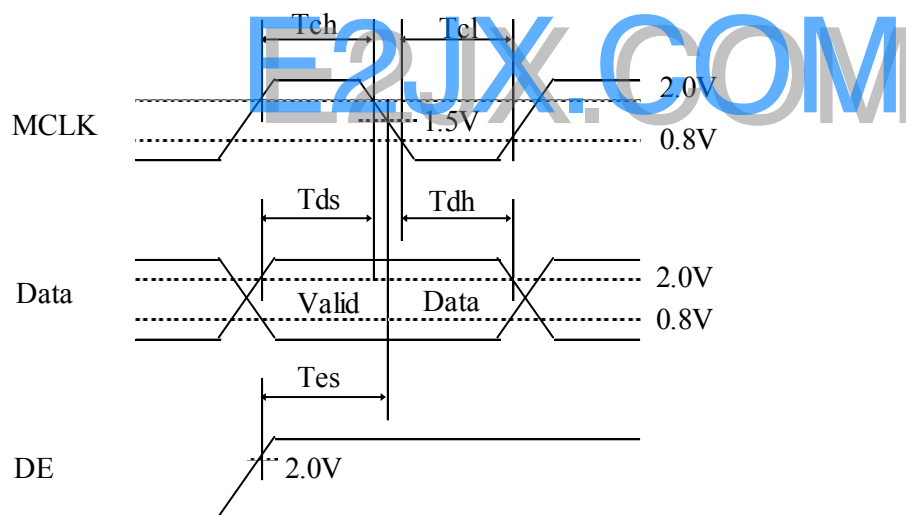 E2JX.COM
Tch
Tcl
MCLK
2.0V
1.5V
0.8V
Tds
Tdh
Data
2.0V
Valid
Data
0.8V
Tes
DE
2.0V